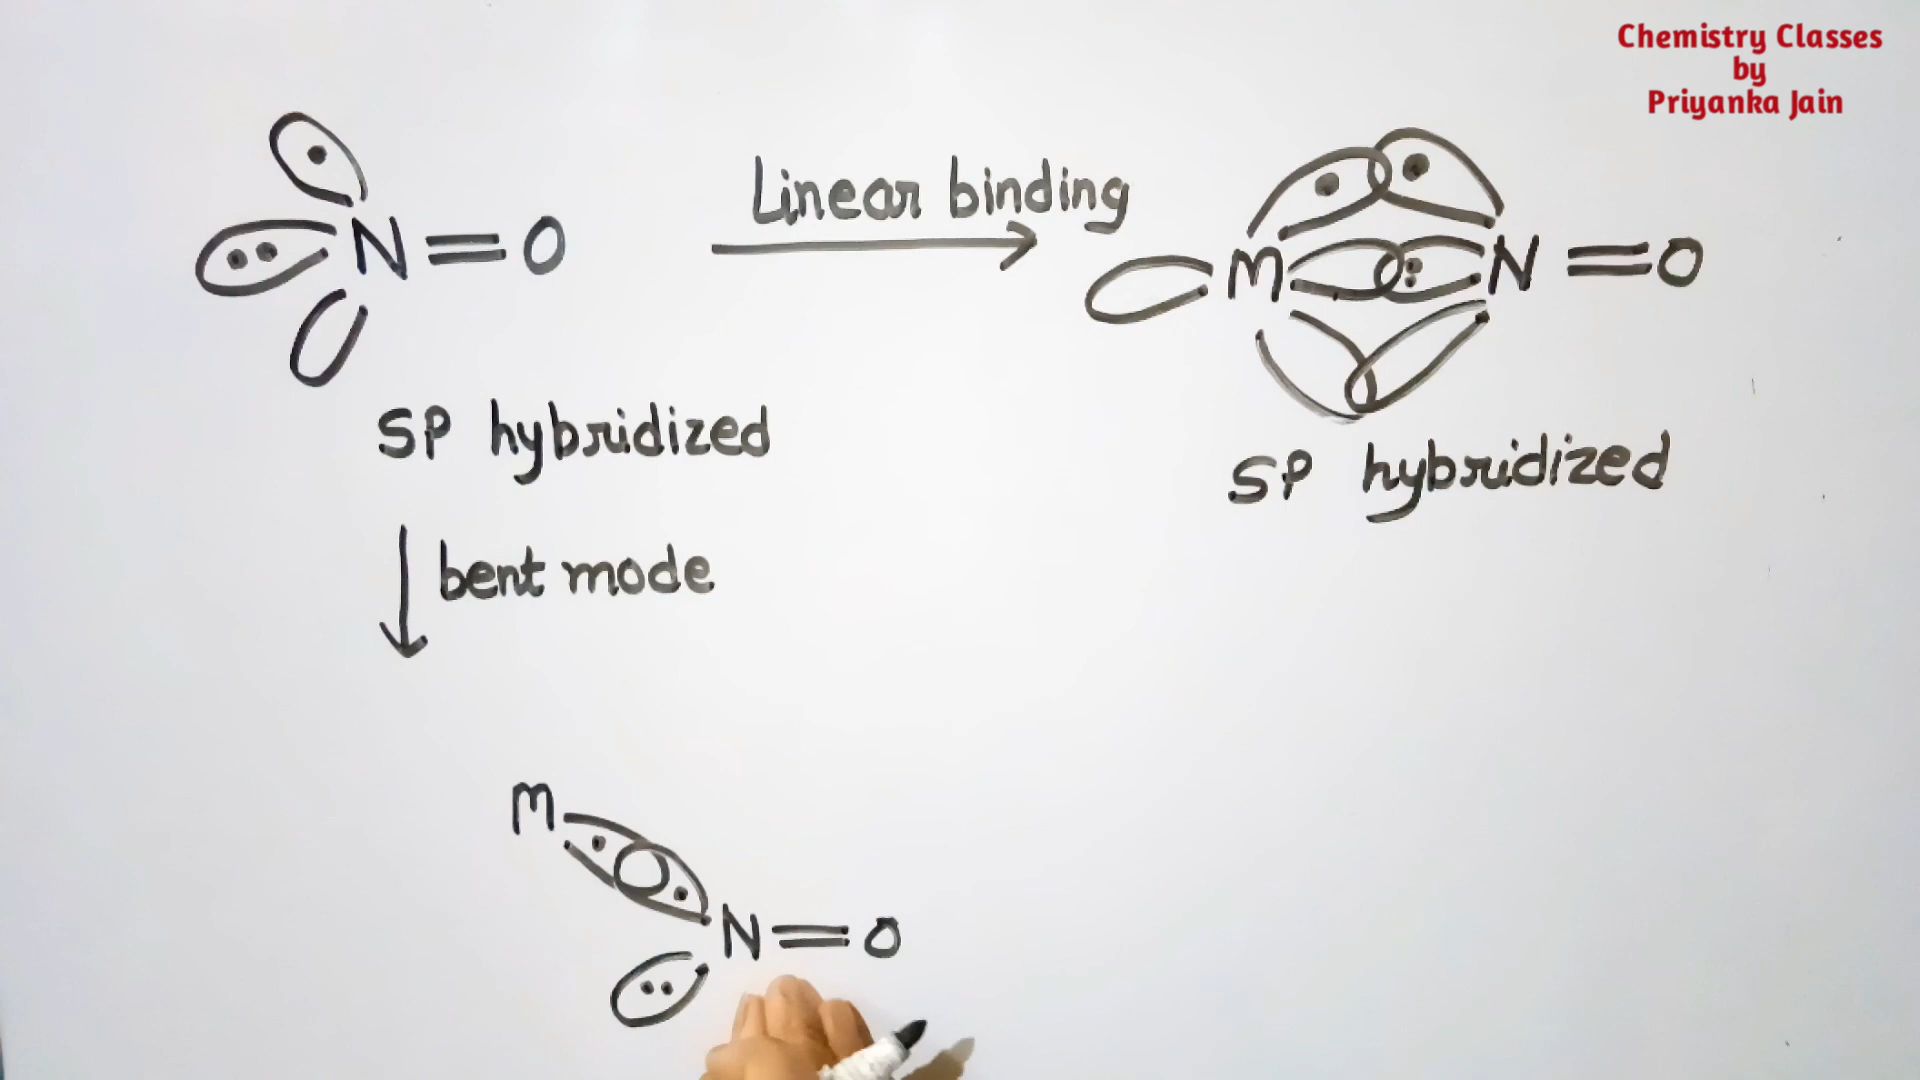 Chemistry Classes
by
Priyanka Jain
N = O
Linear binding
M N = O
SP hybridized
SP hybridized
bent mode
M
N = O